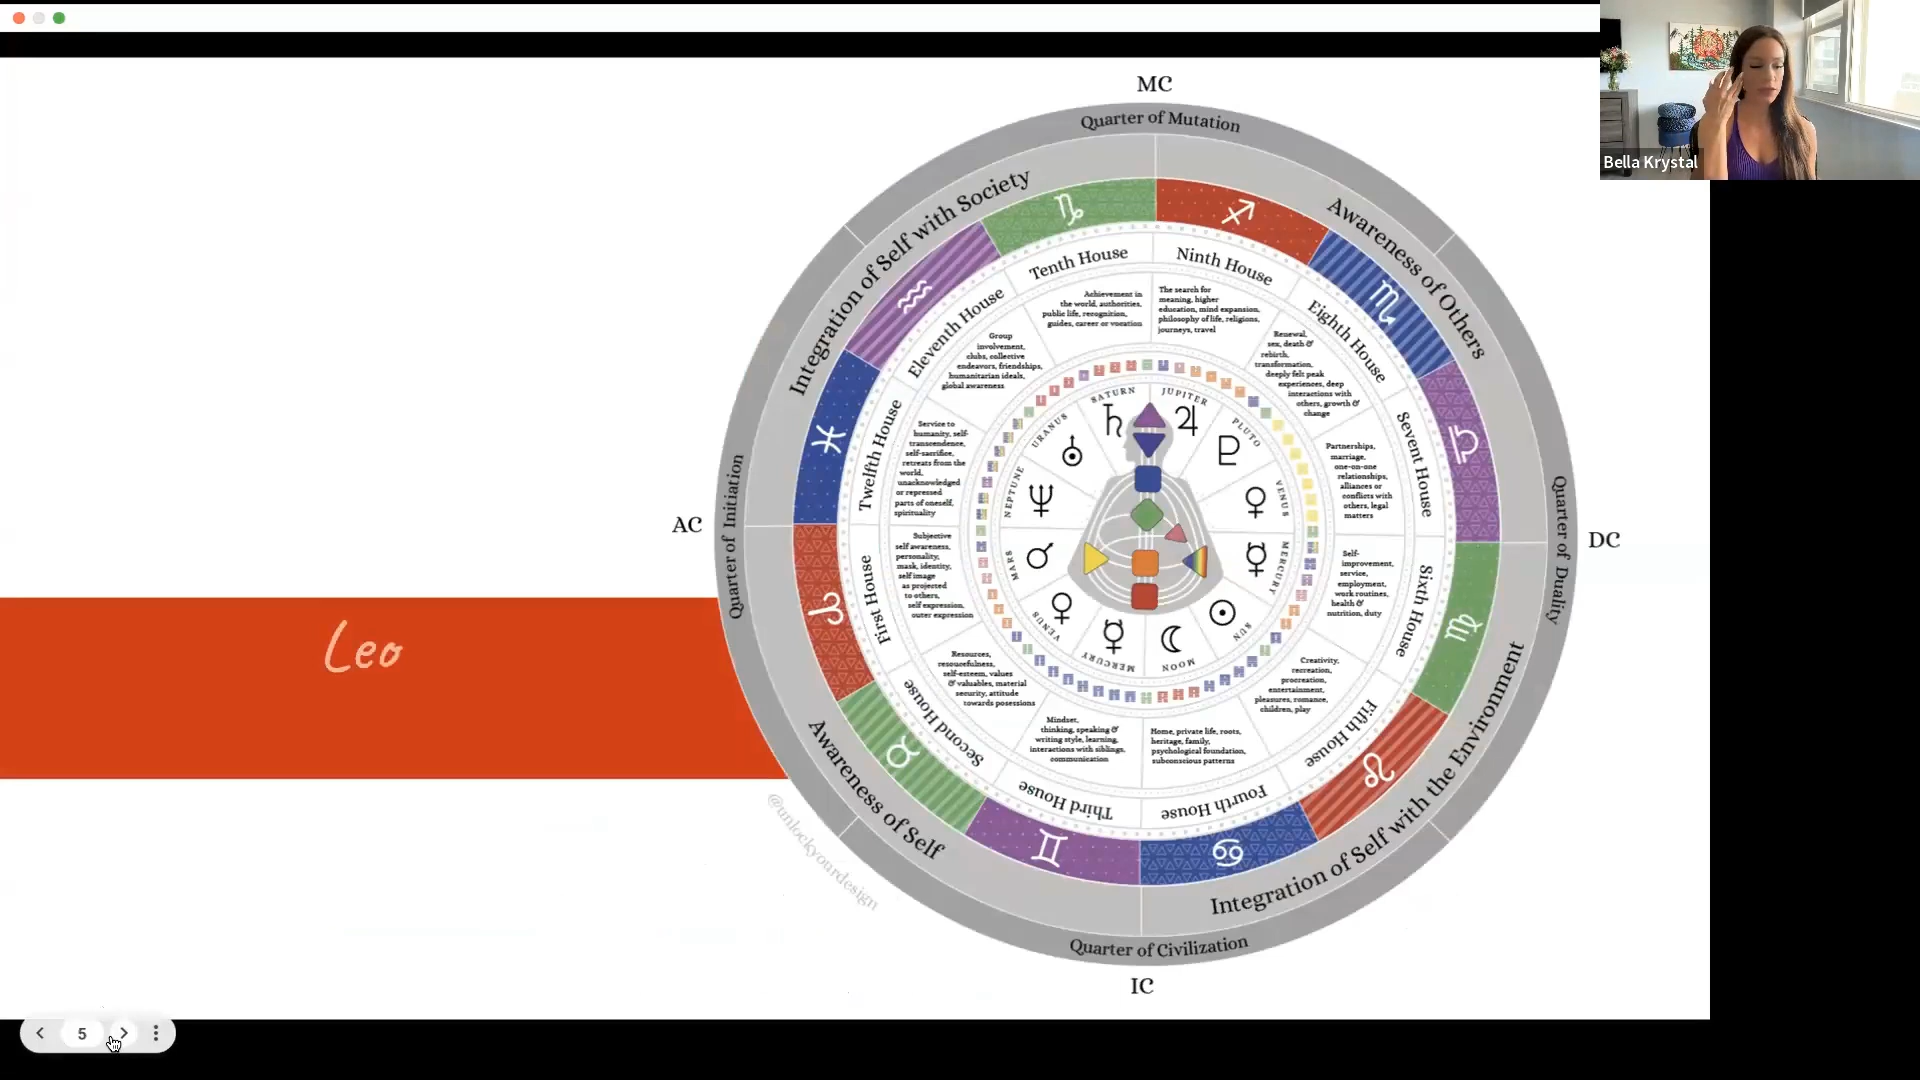 Bella Krystal
MC
Quarter of Mutation
Integration of Self with Society
Awareness of Others
Tenth House
Ninth House
Achievement in
the world, authorities,
public life, recognition,
guides, career or vocation
The search for
meaning, higher
education, mind expansion,
philosophy of life, religions,
journeys, travel
Eleventh House
Group
involvement,
clubs, collective
endeavors, friendships,
humanitarian ideals,
global awareness
Eighth House
Renewal,
sex, death &
rebirth,
transformation,
deeply felt peak
experiences, deep
interactions with
others, growth &
change
SATURN
JUPITER
URANUS
PLUTO
Twelfth House
Service to
humanity, self-
transcendence,
self-sacrifice,
retreats from the
world,
unacknowledged
or repressed
parts of oneself,
spirituality
NEPTUNE
VENUS
Partnerships,
marriage,
one-on-one
relationships,
alliances or
conflicts with
others, legal
matters
Sevent House
AC
Quarter of Initiation
Quarter of Duality
DC
First House
Subjective
self awareness,
personality,
mask, identity,
self image
as projected
to others,
self expression,
outer expression
MARS
MERCURY
Self-
improvement,
service,
employment,
work routines,
health &
nutrition, duty
Sixth House
VENUS
MERCURY
MOON
SUN
Leo
Second House
Resources,
resoucefulness,
self-esteem, values
& valuables, material
security, attitude
towards posessions
Creativity,
recreation,
procreation,
entertainment,
pleasures, romance,
children, play
Fifth House
Mindset,
thinking, speaking &
writing style, learning,
interactions with siblings,
communication
Home, private life, roots,
heritage, family,
psychological foundation,
subconscious patterns
Third House
Fourth House
Awareness of Self
Integration of Self with the Environment
@unlockyourdesign
Quarter of Civilization
IC
5